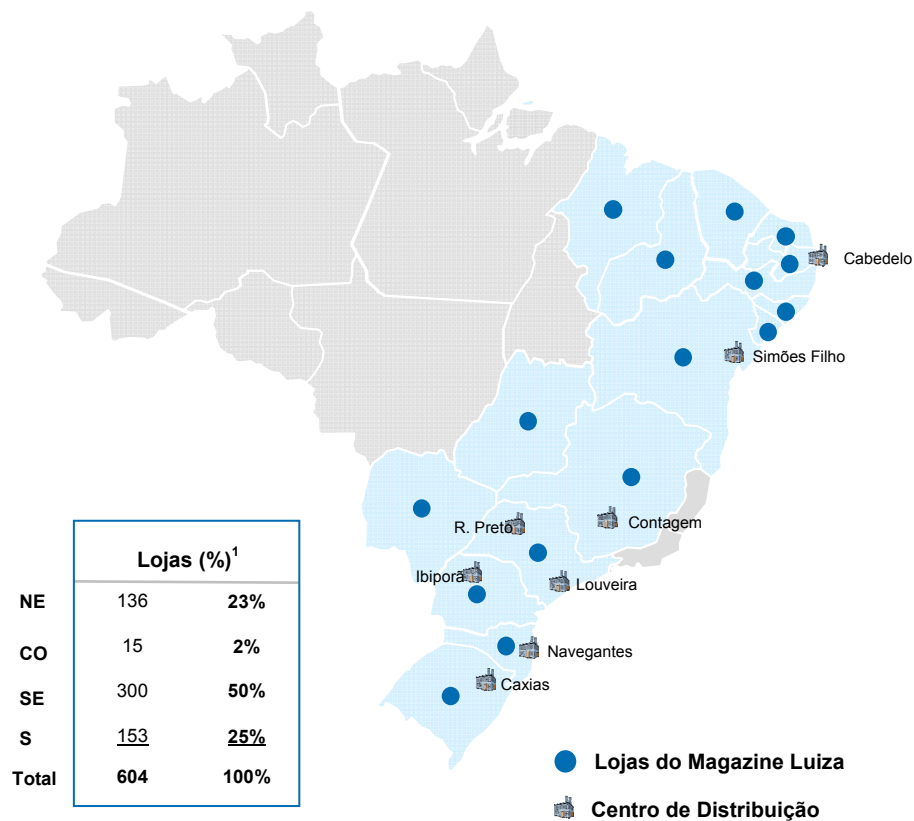 Cabedelo
Simões Filho
R. Preto
Contagem
Ibiporã
Louveira
Navegantes
Caxias
Lojas (%)1
NE 136 23%
CO 15 2%
SE 300 50%
S 153 25%
Total 604 100%
Lojas do Magazine Luiza
Centro de Distribuição